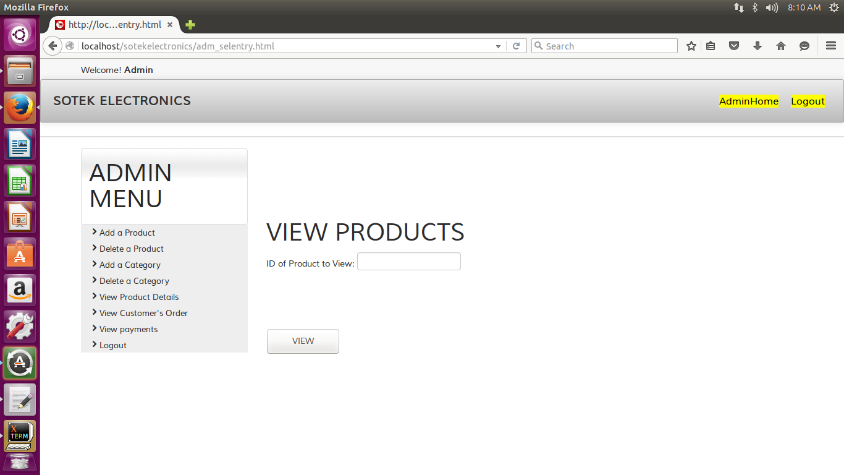 Mozilla Firefox
8:10 AM
http://loc...entry.html
localhost/sotekelectronics/adm_selentry.html
Search
Welcome! Admin
SOTEK ELECTRONICS
AdminHome Logout
ADMIN
MENU
Add a Product
Delete a Product
Add a Category
Delete a Category
View Product Details
View Customer's Order
View payments
Logout
VIEW PRODUCTS
ID of Product to View:
VIEW
X
TERM